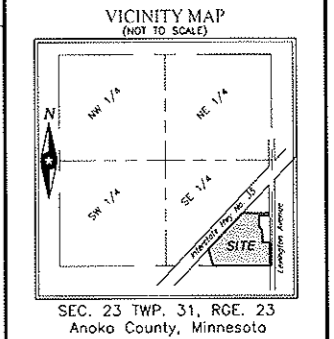 VICINITY MAP
(NOT TO SCALE)
NW 1/4
NE 1/4
N
SW 1/4
SE 1/4
Interstate Hwy No. 35
SITE
Lexington Avenue
SEC. 23 TWP. 31, RGE. 23
Anoka County, Minnesota